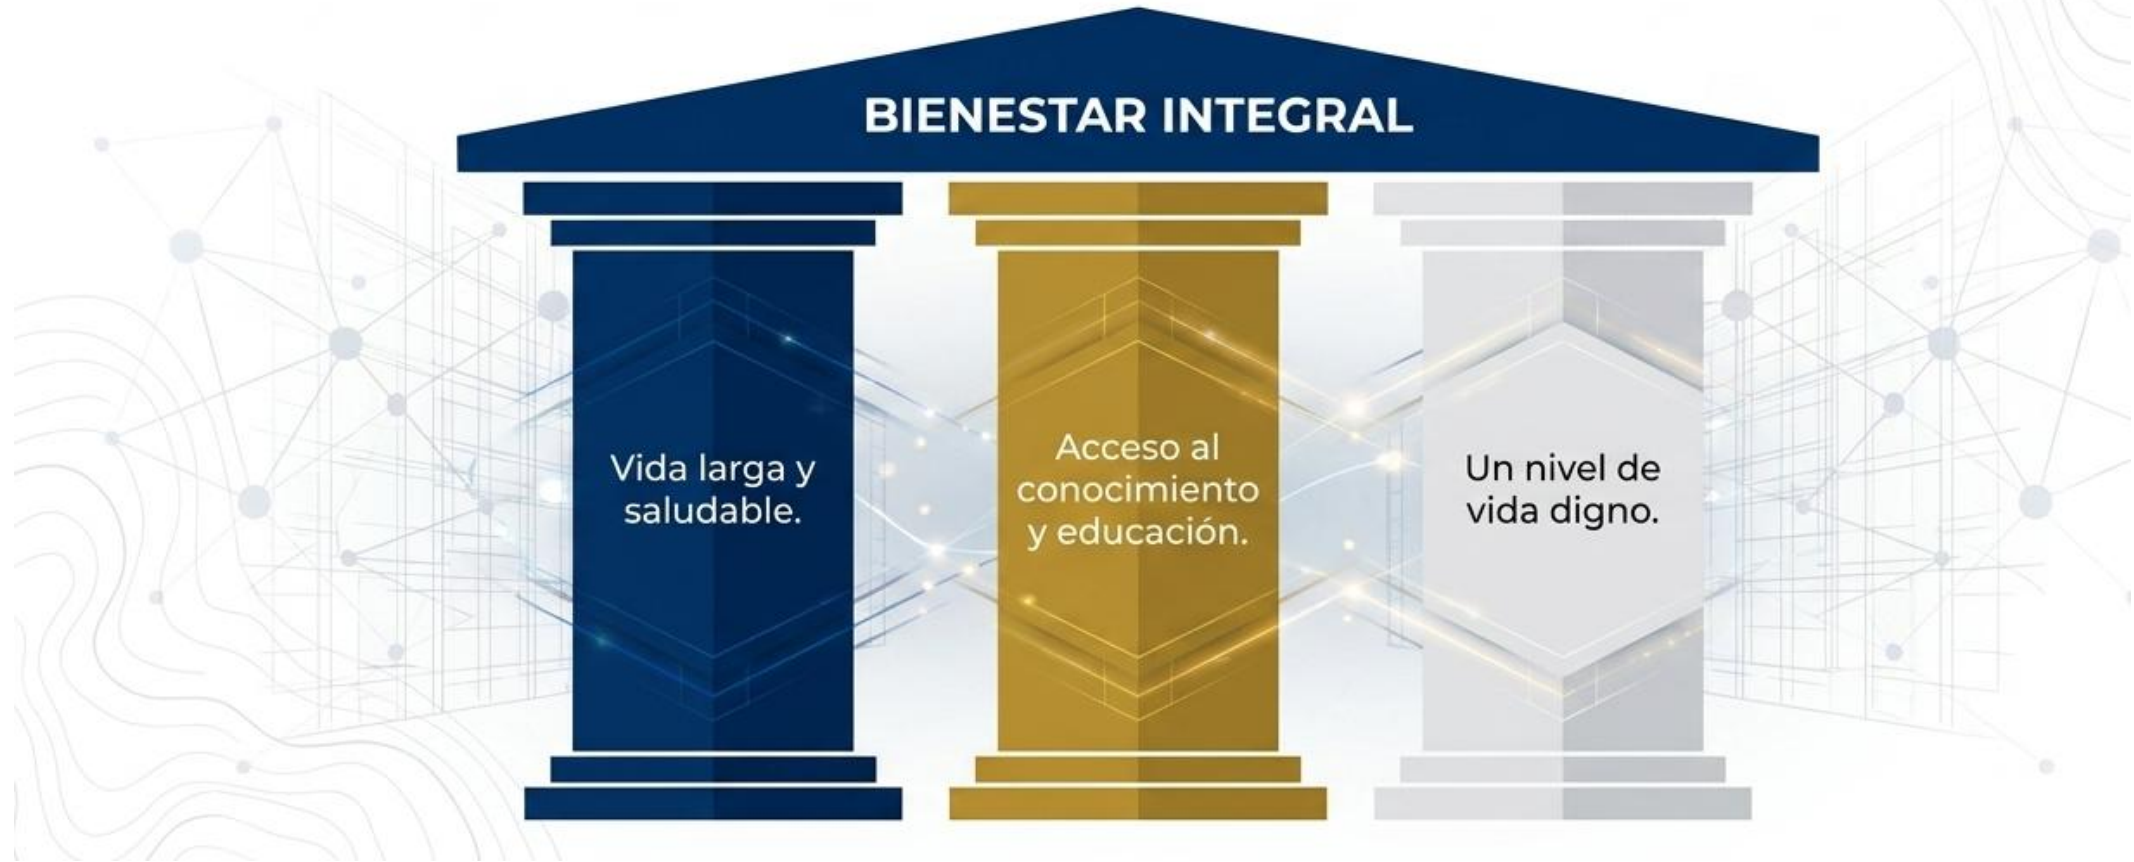 BIENESTAR INTEGRAL
Vida larga y
saludable.
Acceso al
conocimiento
y educación.
Un nivel de
vida digno.